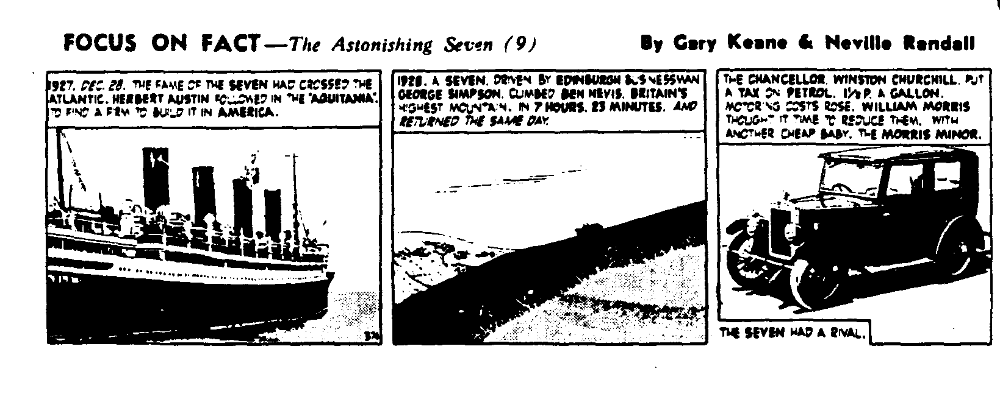 FOCUS ON FACT—The Astonishing Seven (9)
By Gary Keane & Neville Randall
1927. DEC. 28. THE FAME OF THE SEVEN HAD CROSSED THE
ATLANTIC. HERBERT AUSTIN FOLLOWED IN THE 'AQUITANIA'.
TO FIND A FIRM TO BUILD IT IN AMERICA.
1928. A SEVEN, DRIVEN BY EDINBURGH BUSINESSMAN
GEORGE SIMPSON, CLIMBED BEN NEVIS, BRITAIN'S
HIGHEST MOUNTAIN, IN 7 HOURS, 23 MINUTES, AND
RETURNED THE SAME DAY.
THE CHANCELLOR, WINSTON CHURCHILL, PUT
A TAX ON PETROL, 1½P. A GALLON.
MOTORING COSTS ROSE. WILLIAM MORRIS
THOUGHT IT TIME TO REDUCE THEM, WITH
ANOTHER CHEAP BABY. THE MORRIS MINOR.
THE SEVEN HAD A RIVAL.